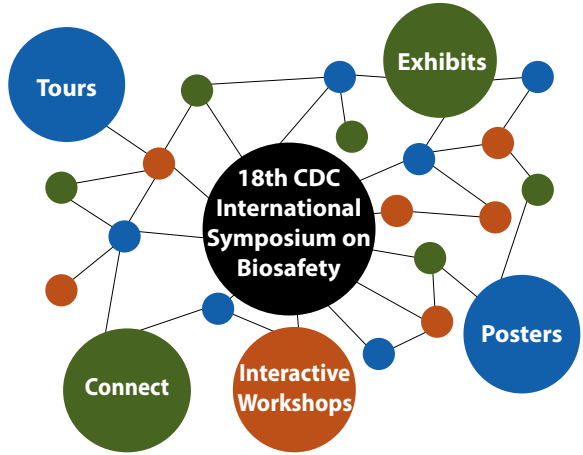 Tours
Exhibits
18th CDC
International
Symposium on
Biosafety
Connect
Interactive
Workshops
Posters